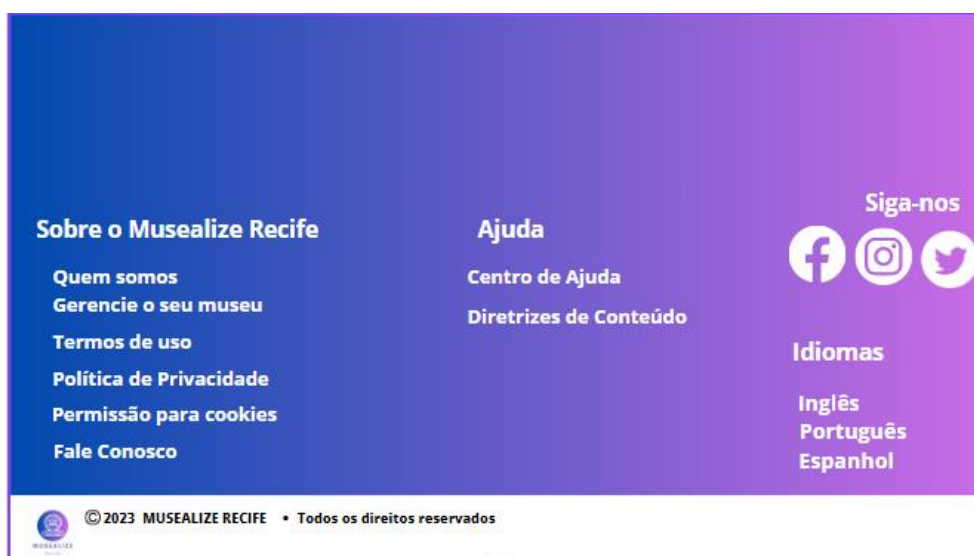 Sobre o Musealize Recife
Quem somos
Gerencie o seu museu
Termos de uso
Política de Privacidade
Permissão para cookies
Fale Conosco
Ajuda
Centro de Ajuda
Diretrizes de Conteúdo
Siga-nos
Idiomas
Inglês
Português
Espanhol
©2023 MUSEALIZE RECIFE • Todos os direitos reservados
MUSEALIZE